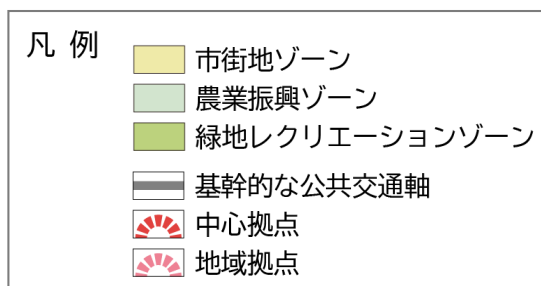 凡 例
市街地ゾーン
農業振興ゾーン
緑地レクリエーションゾーン
基幹的な公共交通軸
中心拠点
地域拠点